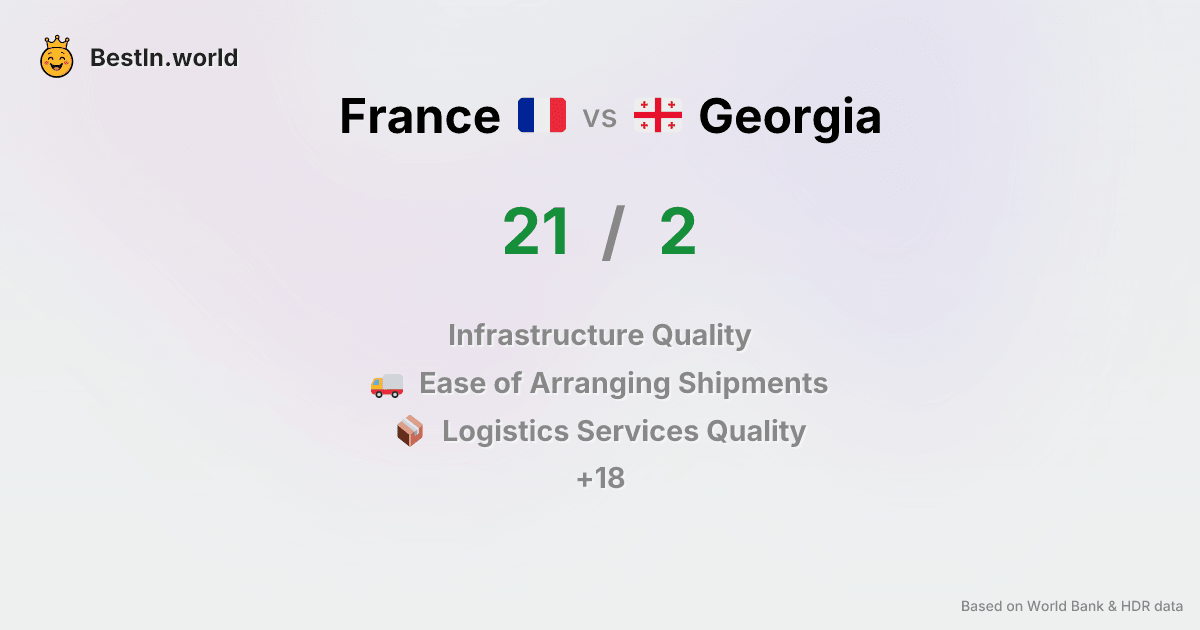 BestIn.world
France vs Georgia
21 / 2
Infrastructure Quality
Ease of Arranging Shipments
Logistics Services Quality
+18
Based on World Bank & HDR data